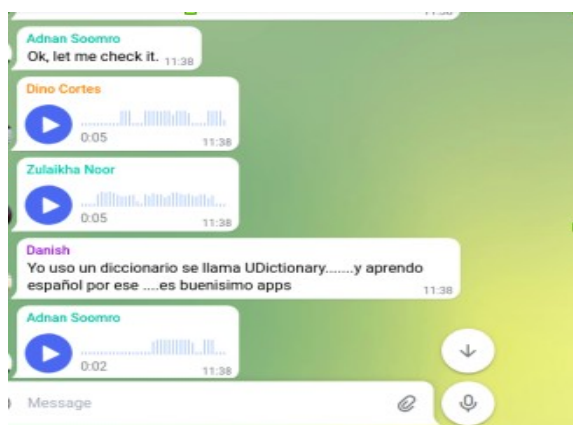 Adnan Soomro
Ok, let me check it. 11:38
Dino Cortes
0:05 11:38
Zulaikha Noor
0:05 11:38
Danish
Yo uso un diccionario se llama UDictionary.......y aprendo
español por ese ....es buenisimo apps
11:38
Adnan Soomro
0:02 11:38
Message